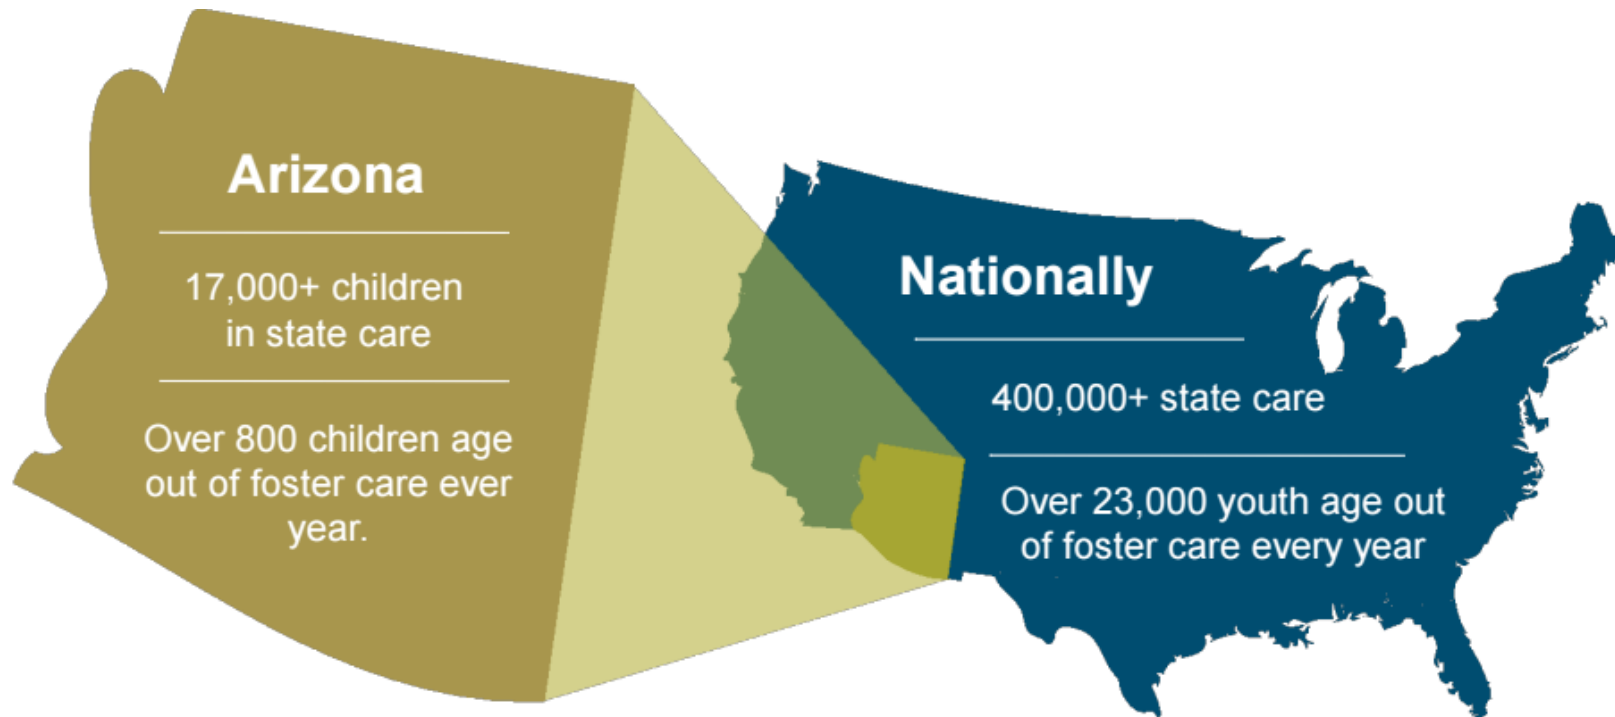 Arizona
17,000+ children
in state care
Over 800 children age
out of foster care ever
year.
Nationally
400,000+ state care
Over 23,000 youth age out
of foster care every year